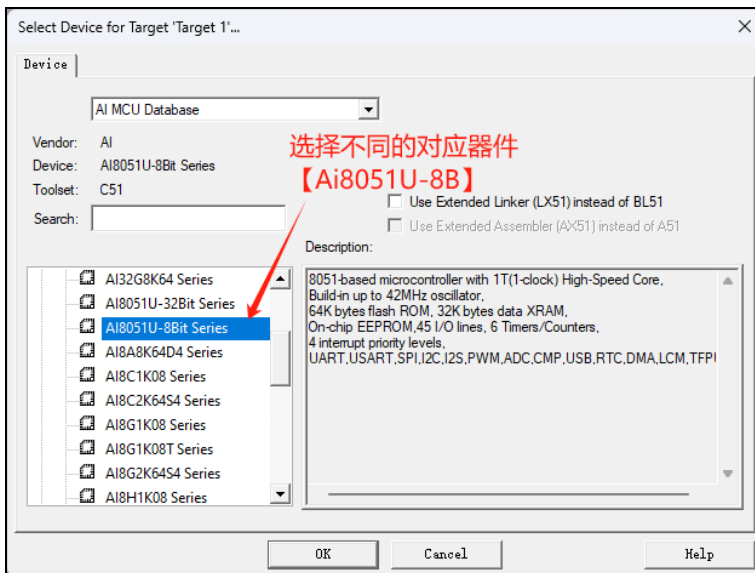 Select Device for Target 'Target 1'...
Device
AI MCU Database
Vendor: AI
Device: AI8051U-8Bit Series
Toolset: C51
Search:
选择不同的对应器件
【Ai8051U-8B】
Use Extended Linker (LX51) instead of BL51
Use Extended Assembler (AX51) instead of A51
Description:
AI32G8K64 Series
AI8051U-32Bit Series
AI8051U-8Bit Series
AI8A8K64D4 Series
AI8C1K08 Series
AI8C2K64S4 Series
AI8G1K08 Series
AI8G1K08T Series
AI8G2K64S4 Series
AI8H1K08 Series
8051-based microcontroller with 1T(1-clock) High-Speed Core,
Build-in up to 42MHz oscillator,
64K bytes flash ROM, 32K bytes data XRAM,
On-chip EEPROM,45 I/O lines, 6 Timers/Counters,
4 interrupt priority levels,
UART,USART,SPI,I2C,I2S,PWM,ADC,CMP,USB,RTC,DMA,LCM,TFPU
OK
Cancel
Help